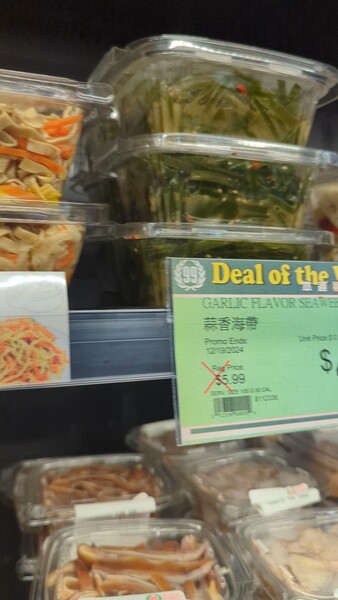 99
Deal of the
GARLIC FLAVOR SEAWE
蒜香海帶
Promo Ends:
12/19/2024
Unit Price $
Reg Price:
$5.99
$